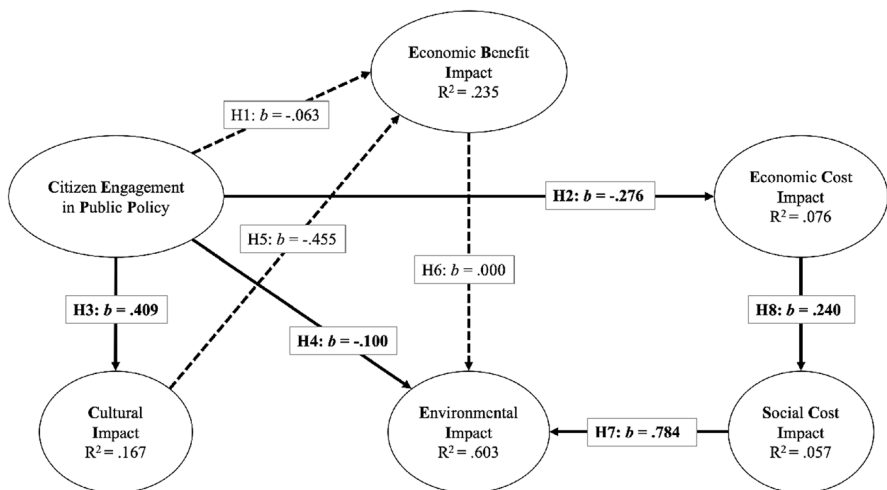 Economic Benefit
Impact
R² = .235
H1: b = -.063
Citizen Engagement
in Public Policy
H2: b = -.276
Economic Cost
Impact
R² = .076
H5: b = -.455
H6: b = .000
H3: b = .409
H4: b = -.100
H8: b = .240
Cultural
Impact
R² = .167
Environmental
Impact
R² = .603
H7: b = .784
Social Cost
Impact
R² = .057